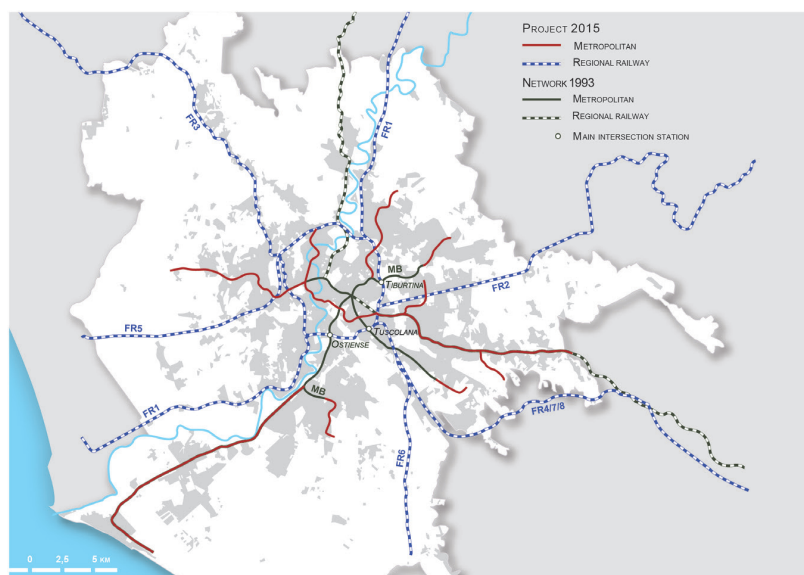 PROJECT 2015
METROPOLITAN
REGIONAL RAILWAY
NETWORK 1993
METROPOLITAN
REGIONAL RAILWAY
MAIN INTERSECTION STATION
FR3
FR1
MB
TIBURTINA
FR2
FR5
TUSCOLANA
OSTIENSE
MB
FR1
FR4/7/8
FR6
0 2,5 5 KM